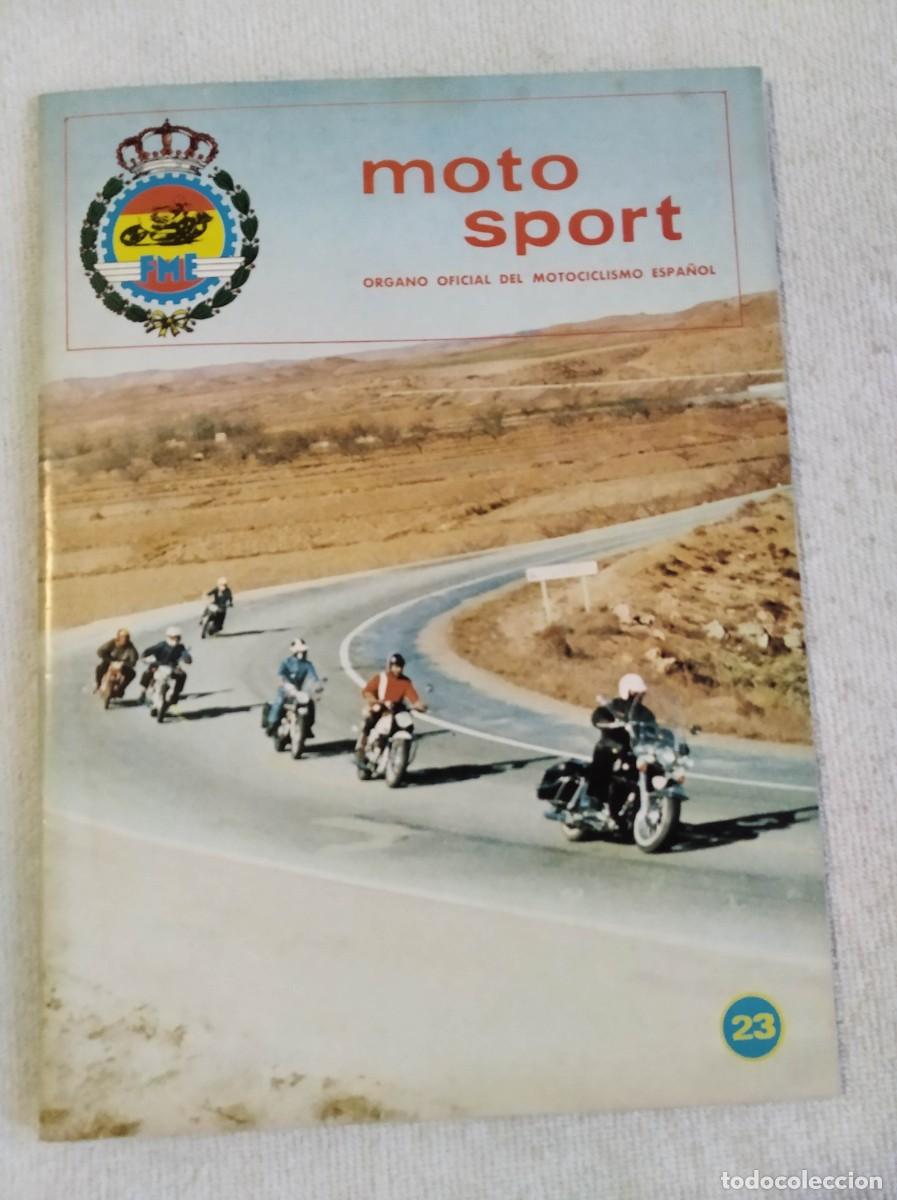 FME
moto
sport
ORGANO OFICIAL DEL MOTOCICLISMO ESPAÑOL
23
todocoleccion